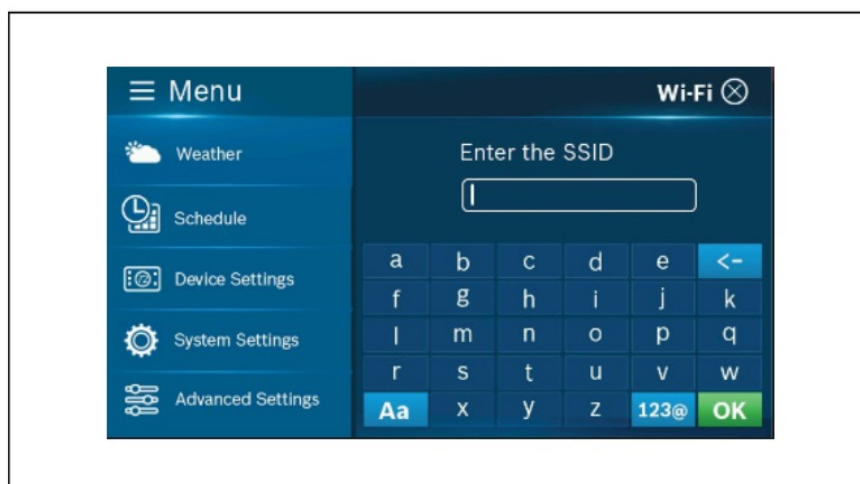 Menu
Wi-Fi
Weather
Schedule
Device Settings
System Settings
Advanced Settings
Enter the SSID
a b c d e <-
f g h i j k
l m n o p q
r s t u v w
Aa x y z 123@ OK